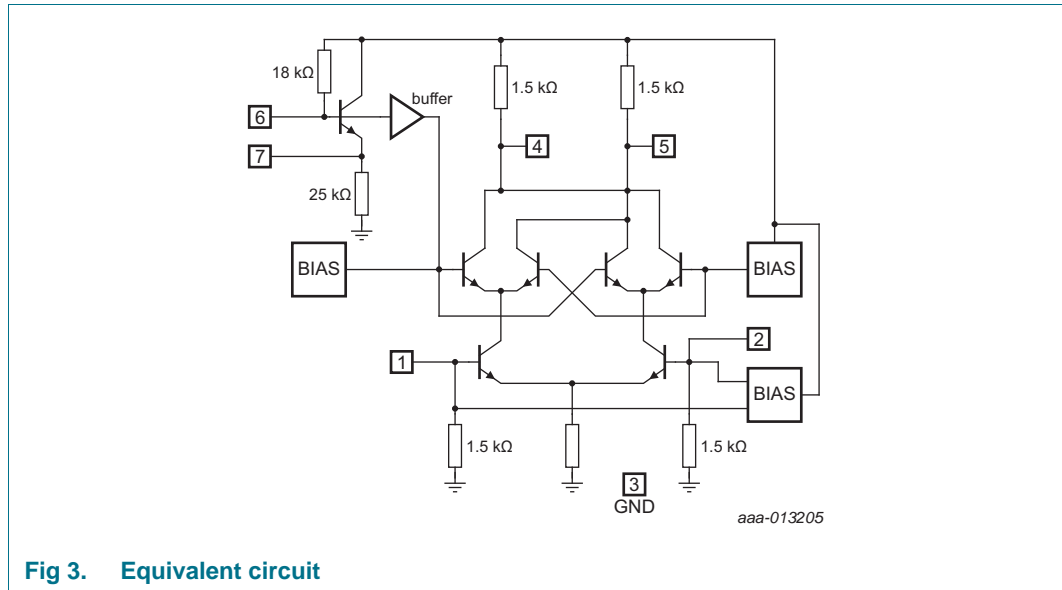 18 kΩ
1.5 kΩ
1.5 kΩ
buffer
6
4
5
7
25 kΩ
BIAS
BIAS
2
1
BIAS
1.5 kΩ
1.5 kΩ
3
GND
aaa-013205
Fig 3. Equivalent circuit